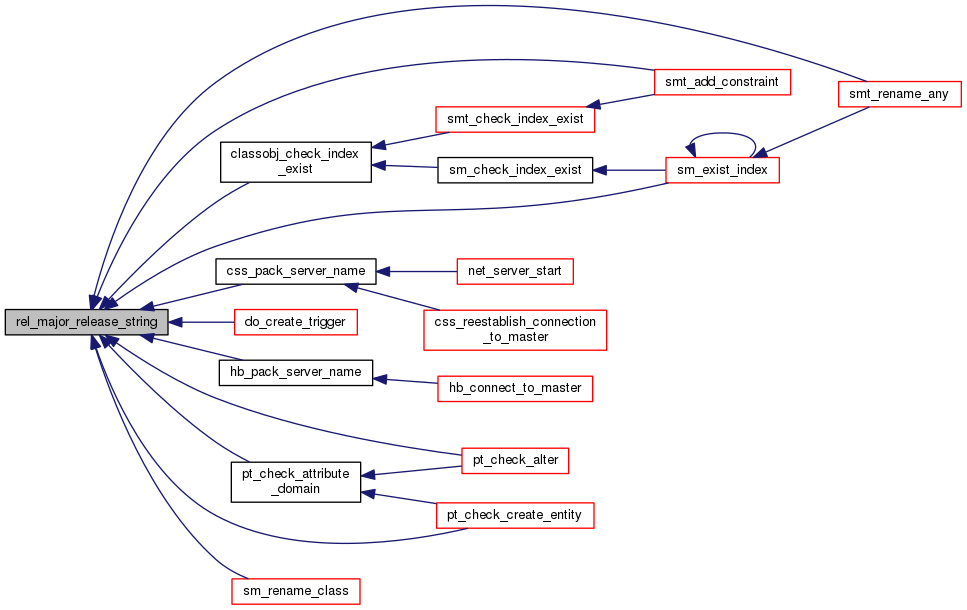 smt_add_constraint
smt_rename_any
smt_check_index_exist
classobj_check_index
_exist
sm_check_index_exist
sm_exist_index
css_pack_server_name
net_server_start
rel_major_release_string
do_create_trigger
css_reestablish_connection
_to_master
hb_pack_server_name
hb_connect_to_master
pt_check_alter
pt_check_attribute
_domain
pt_check_create_entity
sm_rename_class